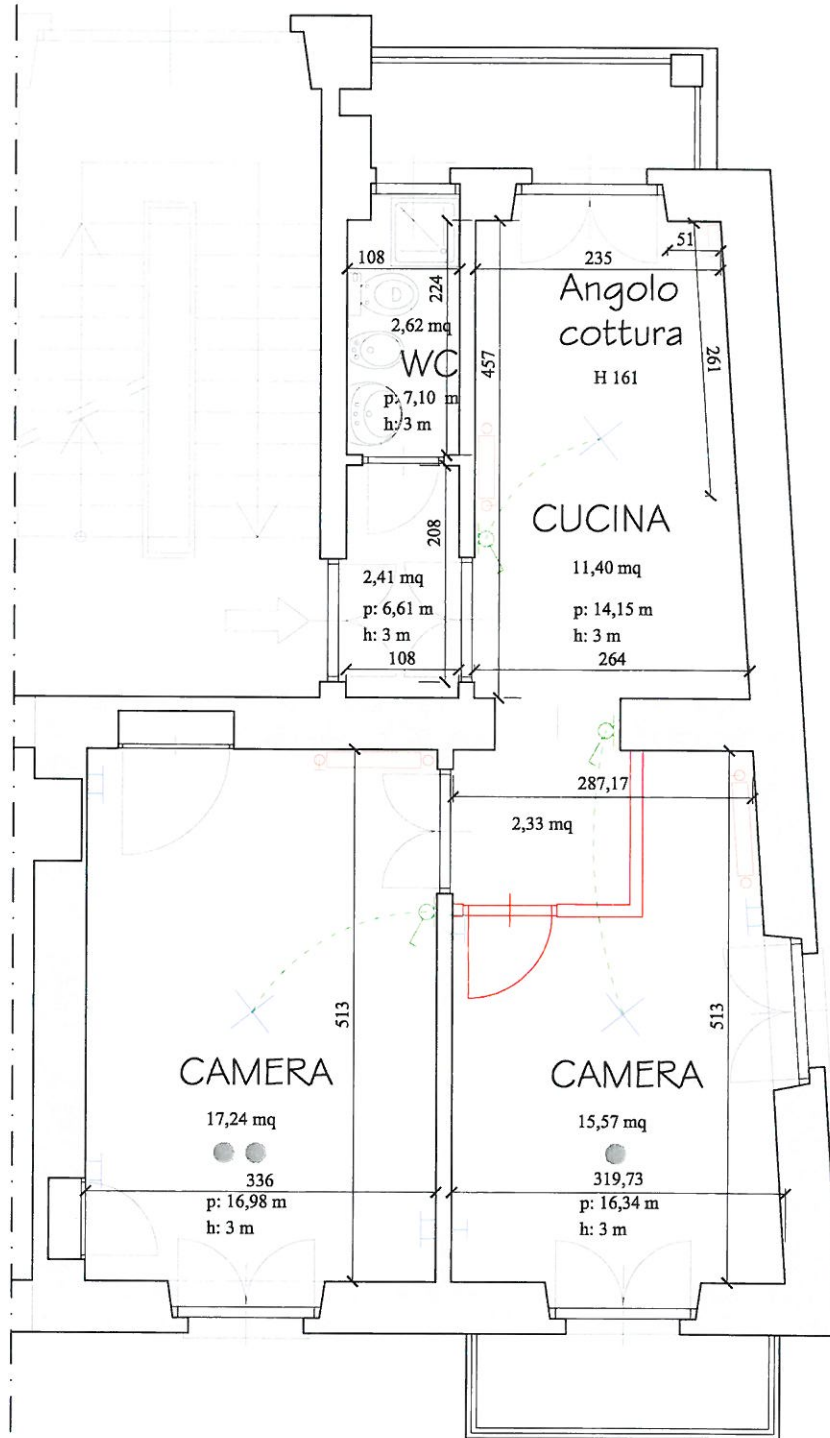 108
224
2,62 mq
WC
p: 7,10 m
h: 3 m
235
51
Angolo
cottura
H 161
457
261
CUCINA
11,40 mq
p: 14,15 m
h: 3 m
264
208
2,41 mq
p: 6,61 m
h: 3 m
108
287,17
2,33 mq
513
CAMERA
17,24 mq
336
p: 16,98 m
h: 3 m
513
CAMERA
15,57 mq
319,73
p: 16,34 m
h: 3 m